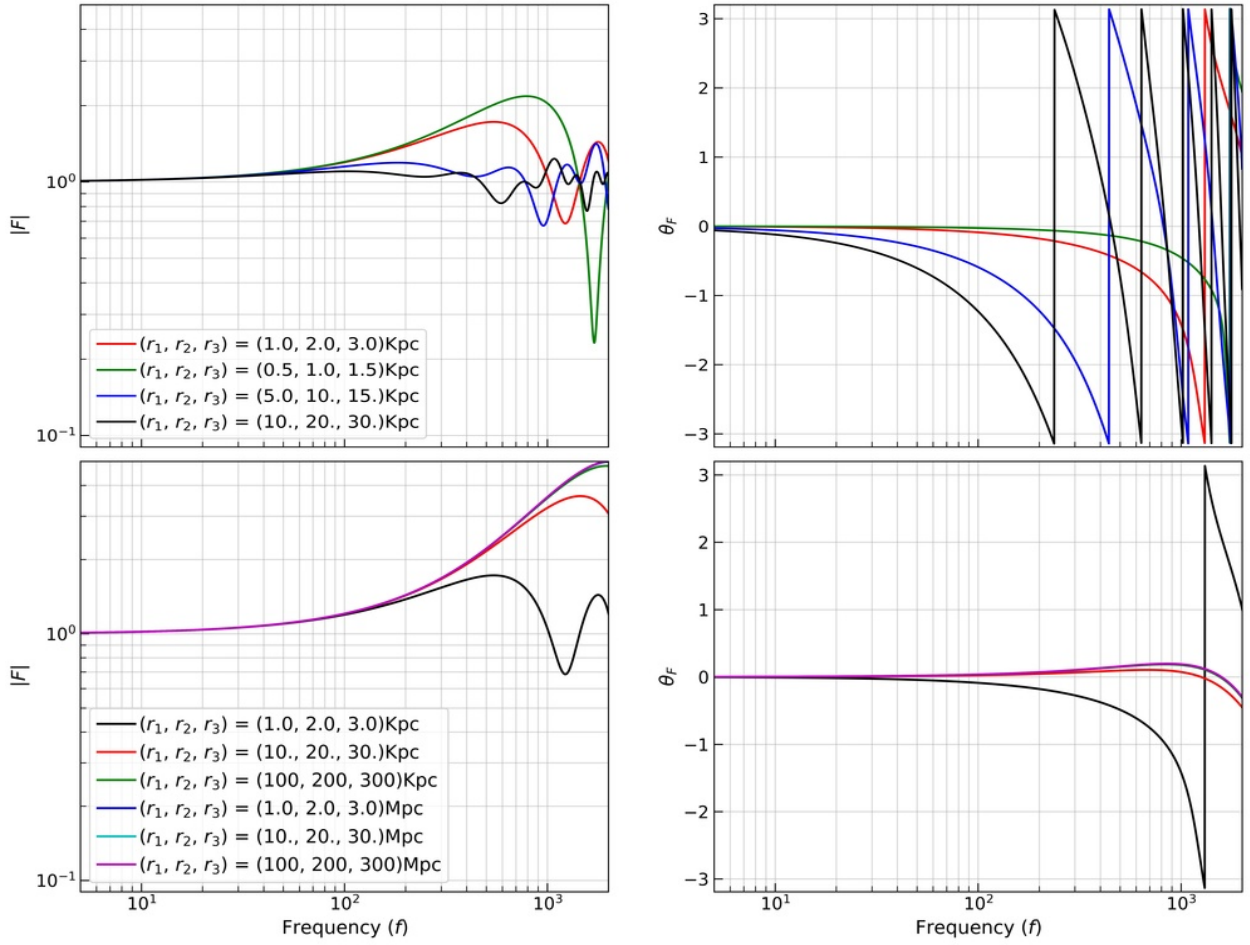 |F|
10⁰
10⁻¹
(r₁, r₂, r₃) = (1.0, 2.0, 3.0)Kpc
(r₁, r₂, r₃) = (0.5, 1.0, 1.5)Kpc
(r₁, r₂, r₃) = (5.0, 10., 15.)Kpc
(r₁, r₂, r₃) = (10., 20., 30.)Kpc
θ_F
3
2
1
0
−1
−2
−3
|F|
10⁰
10⁻¹
(r₁, r₂, r₃) = (1.0, 2.0, 3.0)Kpc
(r₁, r₂, r₃) = (10., 20., 30.)Kpc
(r₁, r₂, r₃) = (100, 200, 300)Kpc
(r₁, r₂, r₃) = (1.0, 2.0, 3.0)Mpc
(r₁, r₂, r₃) = (10., 20., 30.)Mpc
(r₁, r₂, r₃) = (100, 200, 300)Mpc
10¹ 10² 10³
Frequency (f)
θ_F
3
2
1
0
−1
−2
−3
10¹ 10² 10³
Frequency (f)